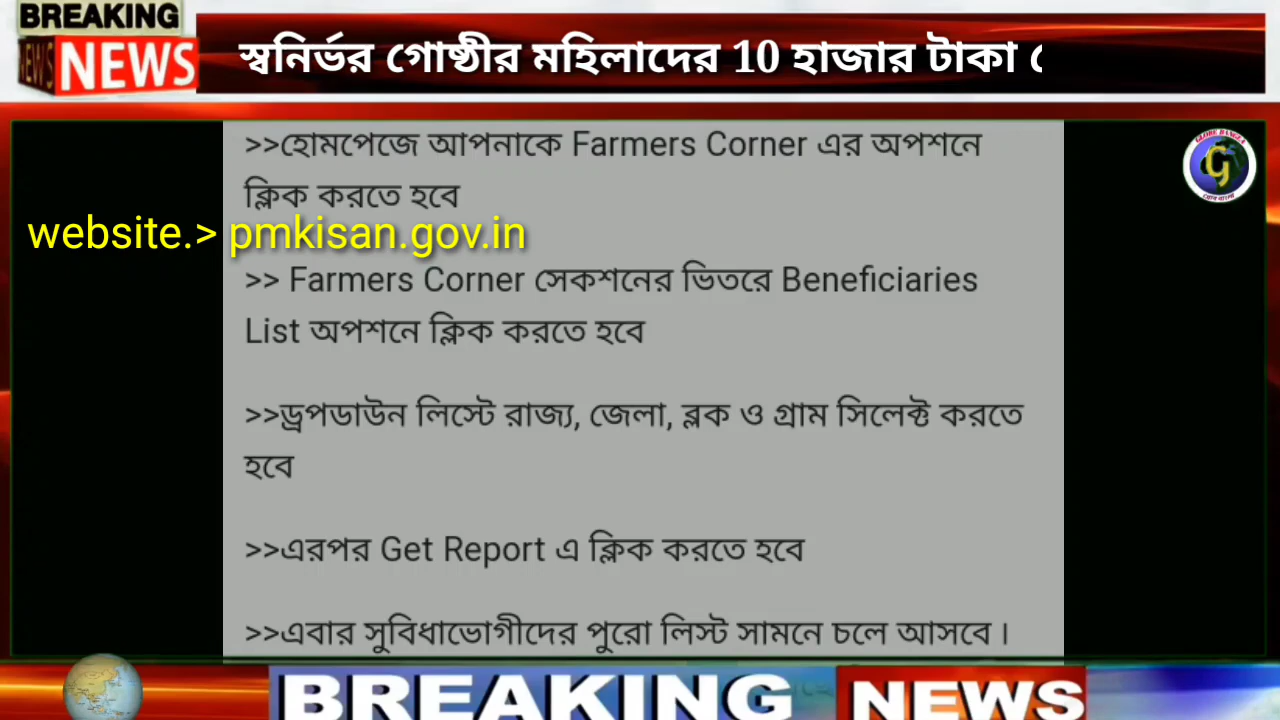 BREAKING
NEWS
স্বনির্ভর গোষ্ঠীর মহিলাদের 10 হাজার টাকা
>>হোমপেজে আপনাকে Farmers Corner এর অপশনে
ক্লিক করতে হবে
website.> pmkisan.gov.in
>> Farmers Corner সেকশনের ভিতরে Beneficiaries
List অপশনে ক্লিক করতে হবে
>>ড্রপডাউন লিস্টে রাজ্য, জেলা, ব্লক ও গ্রাম সিলেক্ট করতে
হবে
>>এরপর Get Report এ ক্লিক করতে হবে
>>এবার সুবিধাভোগীদের পুরো লিস্ট সামনে চলে আসবে।
GLOBE BANGLA
G
গ্লোব বাংলা
BREAKING NEWS